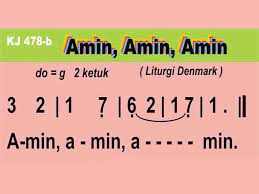 KJ 478-b
Amin, Amin, Amin
do = g 2 ketuk ( Liturgi Denmark )
3 2 | 1 7̣ | 6̣ 2 | 1 7̣ | 1 . ||
A-min, a - min, a - - - - - min.